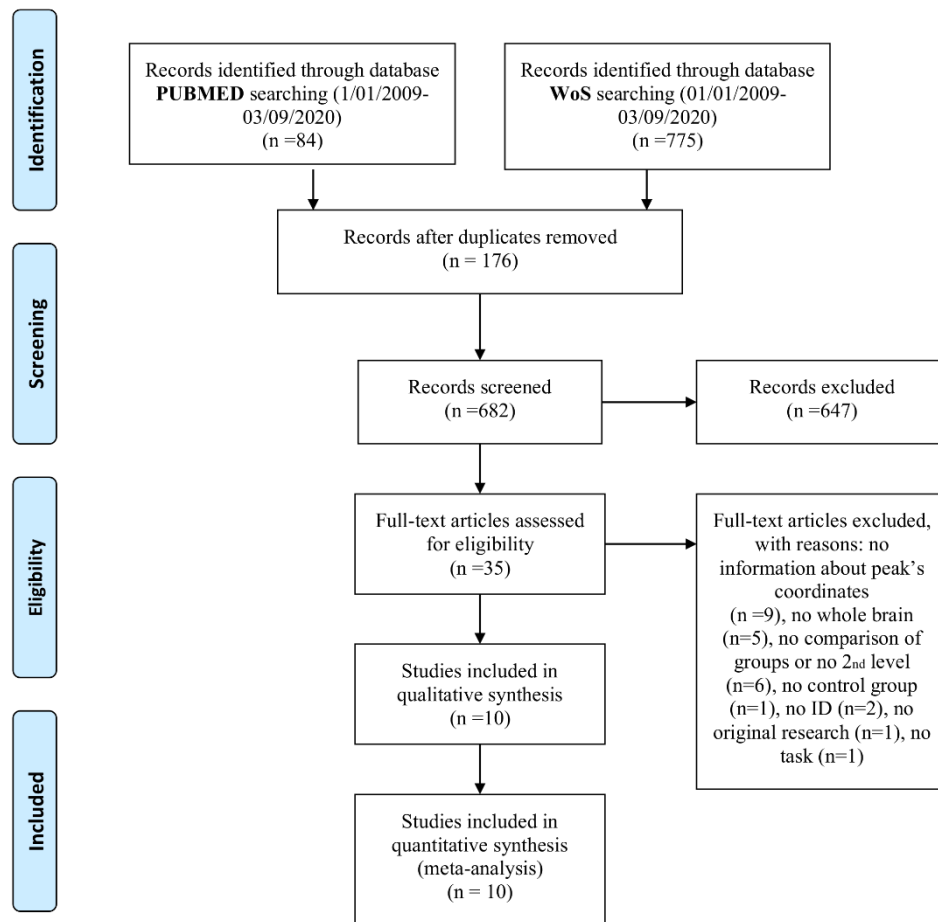 Identification
Records identified through database
PUBMED searching (1/01/2009-
03/09/2020)
(n =84)
Records identified through database
WoS searching (01/01/2009-
03/09/2020)
(n =775)
Records after duplicates removed
(n = 176)
Screening
Records screened
(n =682)
Records excluded
(n =647)
Eligibility
Full-text articles assessed
for eligibility
(n =35)
Full-text articles excluded,
with reasons: no
information about peak's
coordinates
(n =9), no whole brain
(n=5), no comparison of
groups or no 2nd level
(n=6), no control group
(n=1), no ID (n=2), no
original research (n=1), no
task (n=1)
Studies included in
qualitative synthesis
(n =10)
Included
Studies included in
quantitative synthesis
(meta-analysis)
(n = 10)